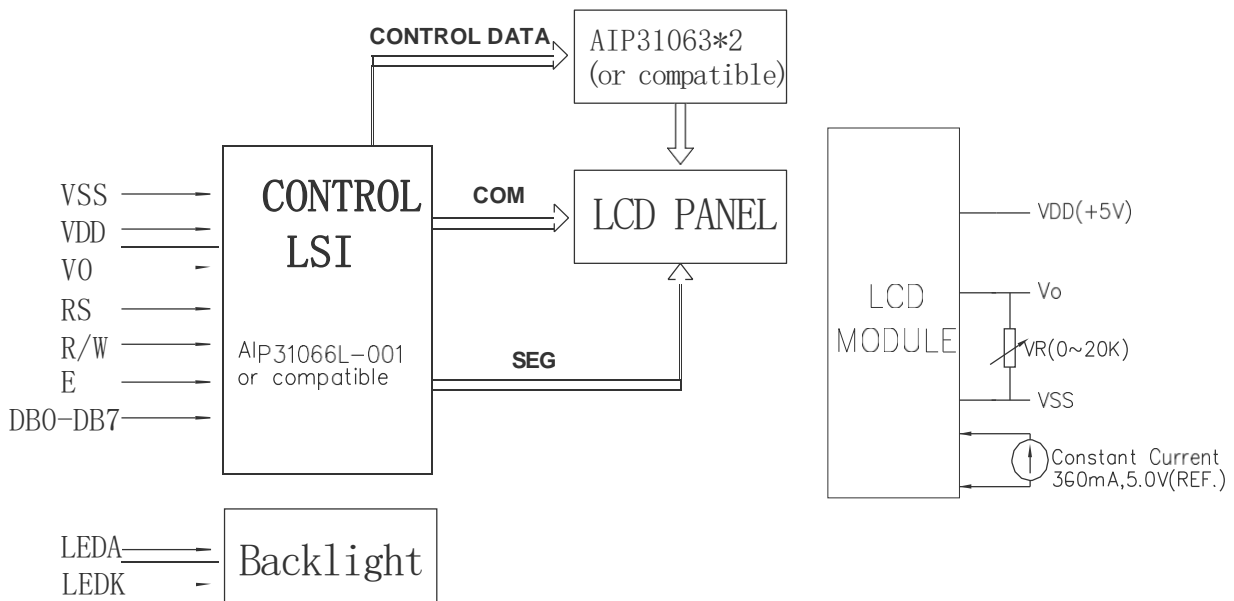 CONTROL DATA
AIP31063*2
(or compatible)
VSS
VDD
VO
RS
R/W
E
DB0-DB7
CONTROL
LSI
AIP31066L-001
or compatible
COM
SEG
LCD PANEL
LEDA
LEDK
Backlight
LCD
MODULE
VDD(+5V)
Vo
VR(0~20K)
VSS
Constant Current
360mA,5.0V(REF.)